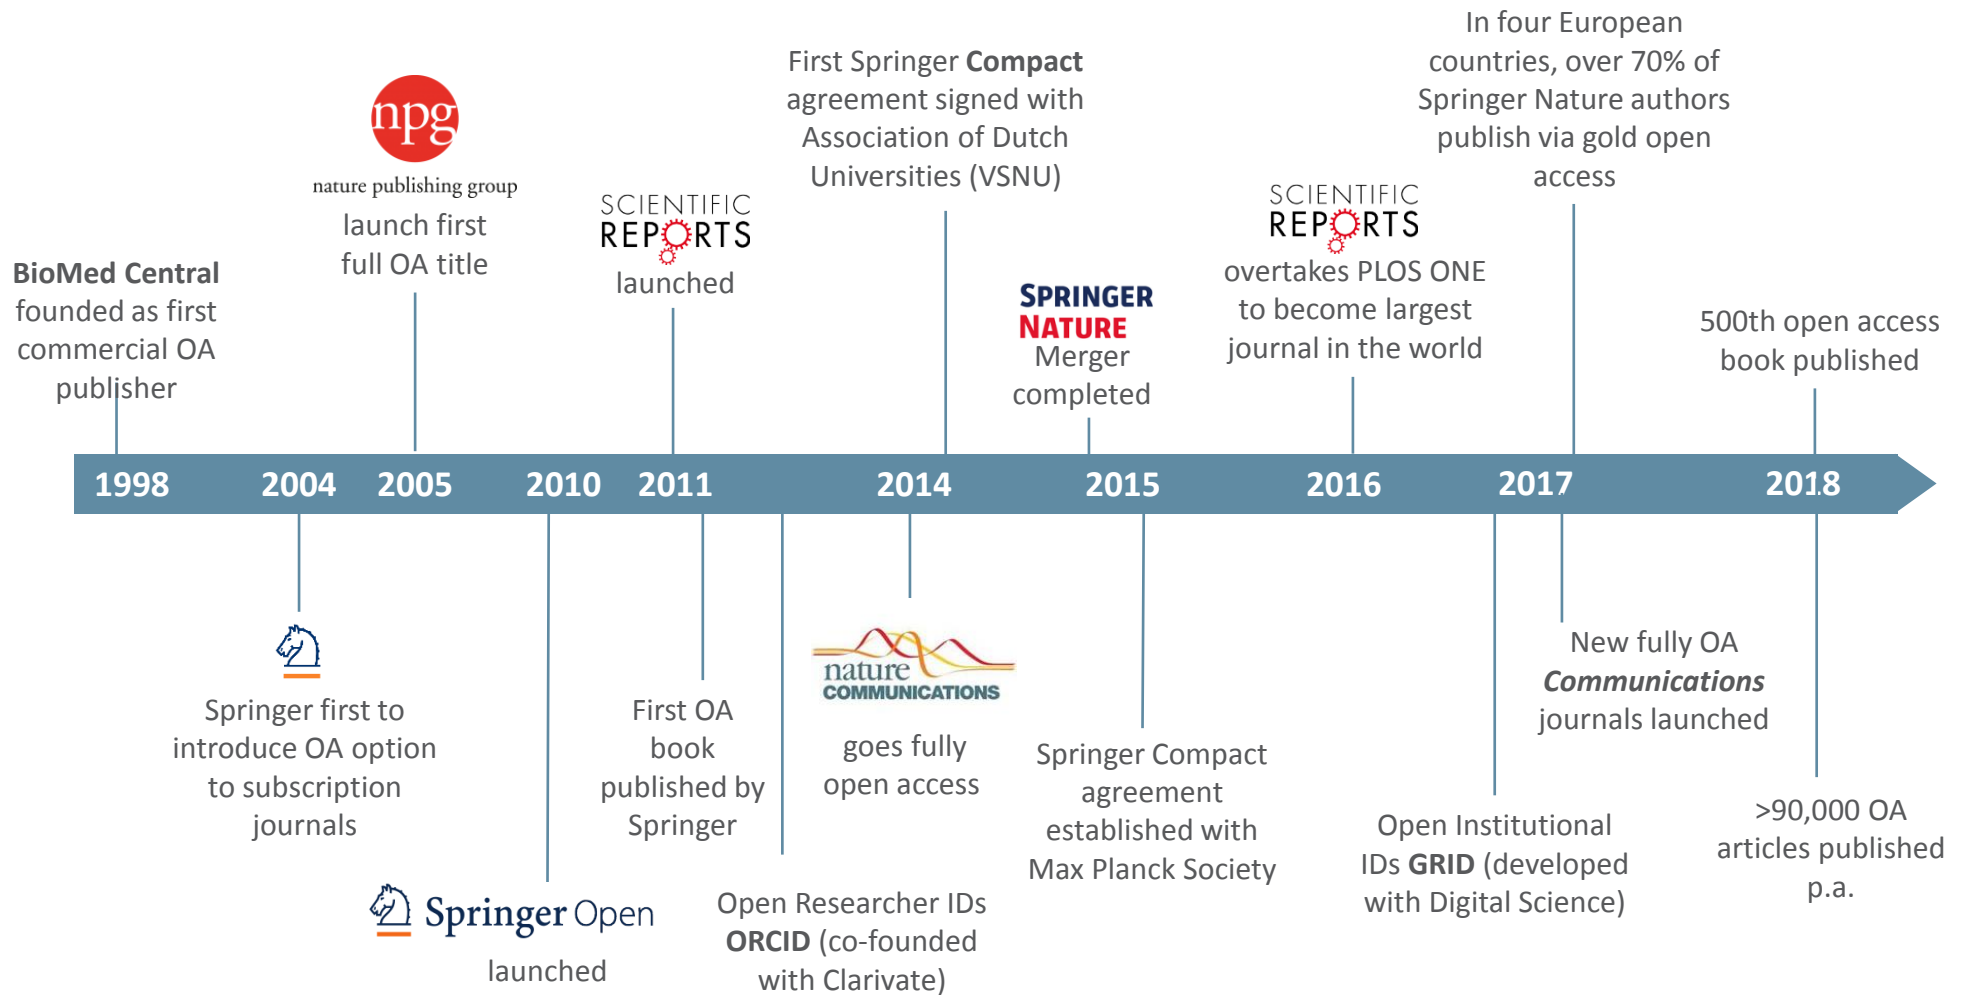 BioMed Central
founded as first
commercial OA
publisher
npg
nature publishing group
launch first
full OA title
SCIENTIFIC
REPORTS
launched
First Springer Compact
agreement signed with
Association of Dutch
Universities (VSNU)
SPRINGER
NATURE
Merger
completed
SCIENTIFIC
REPORTS
overtakes PLOS ONE
to become largest
journal in the world
In four European
countries, over 70% of
Springer Nature authors
publish via gold open
access
500th open access
book published
1998 2004 2005 2010 2011 2014 2015 2016 2017 2018
Springer first to
introduce OA option
to subscription
journals
Springer Open
launched
First OA
book
published by
Springer
Open Researcher IDs
ORCID (co-founded
with Clarivate)
nature
COMMUNICATIONS
goes fully
open access
Springer Compact
agreement
established with
Max Planck Society
Open Institutional
IDs GRID (developed
with Digital Science)
New fully OA
Communications
journals launched
>90,000 OA
articles published
p.a.